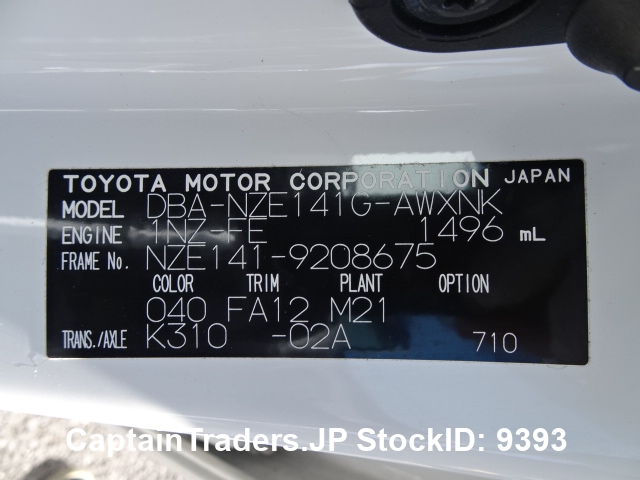 TOYOTA MOTOR CORPORATION JAPAN
MODEL DBA-NZE141G-AWXNK
ENGINE 1NZ-FE 1496 mL
FRAME No. NZE141-9208675
COLOR TRIM PLANT OPTION
040 FA12 M21
TRANS./AXLE K310 -02A 710
CaptainTraders.JP StockID: 9393